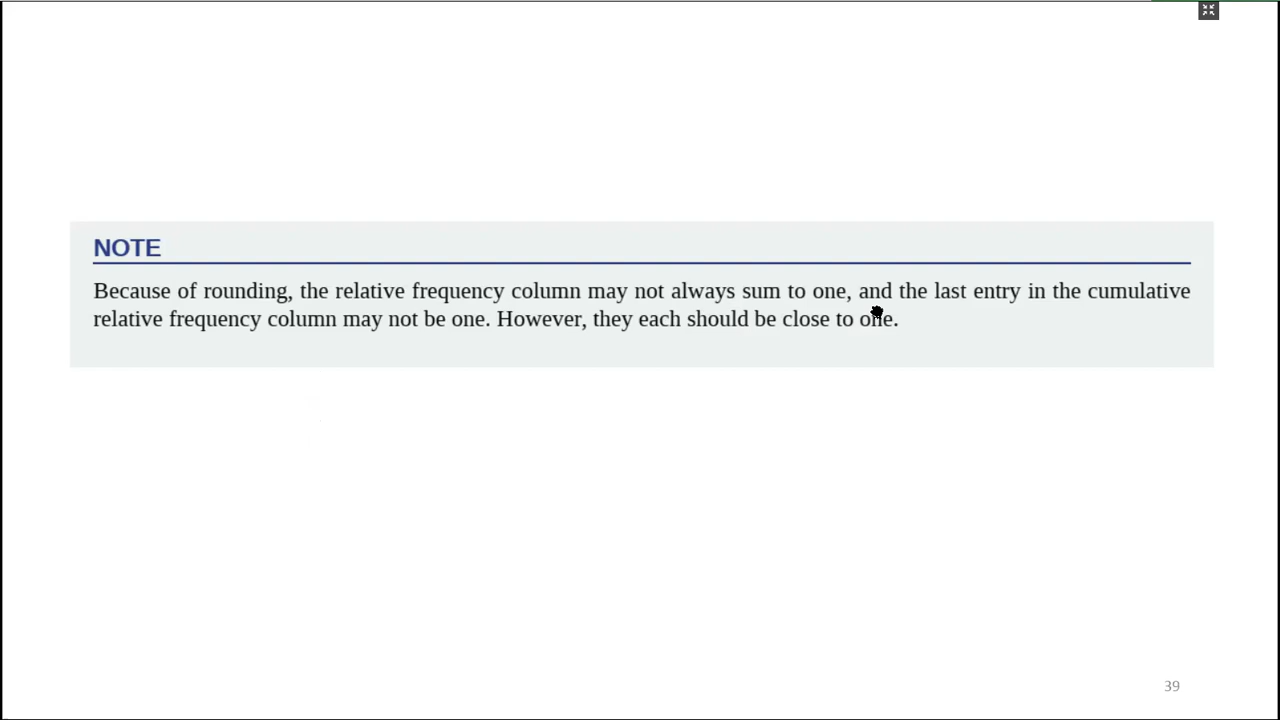 NOTE
Because of rounding, the relative frequency column may not always sum to one, and the last entry in the cumulative
relative frequency column may not be one. However, they each should be close to one.
39